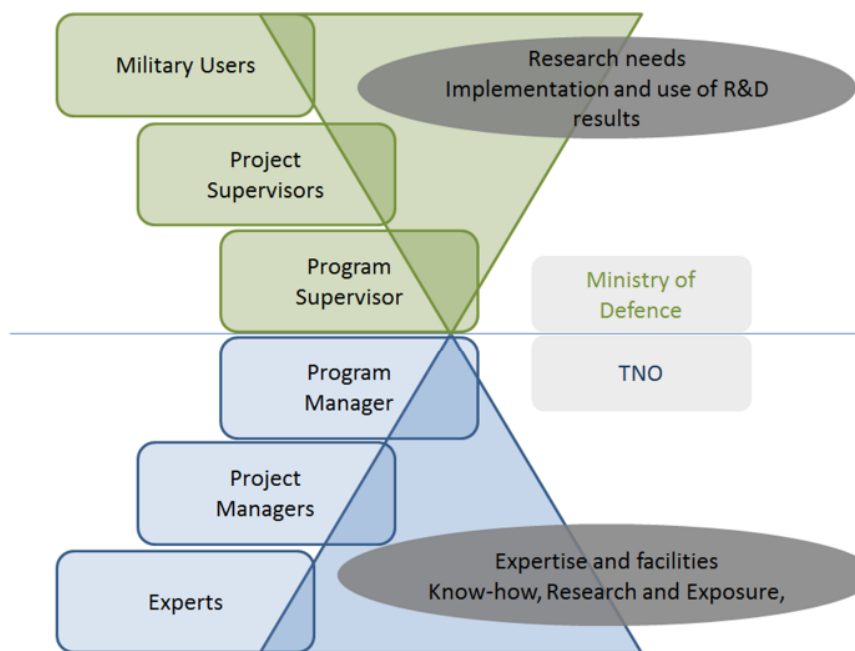 Military Users
Research needs
Implementation and use of R&D
results
Project
Supervisors
Program
Supervisor
Ministry of
Defence
Program
Manager
TNO
Project
Managers
Experts
Expertise and facilities
Know-how, Research and Exposure,